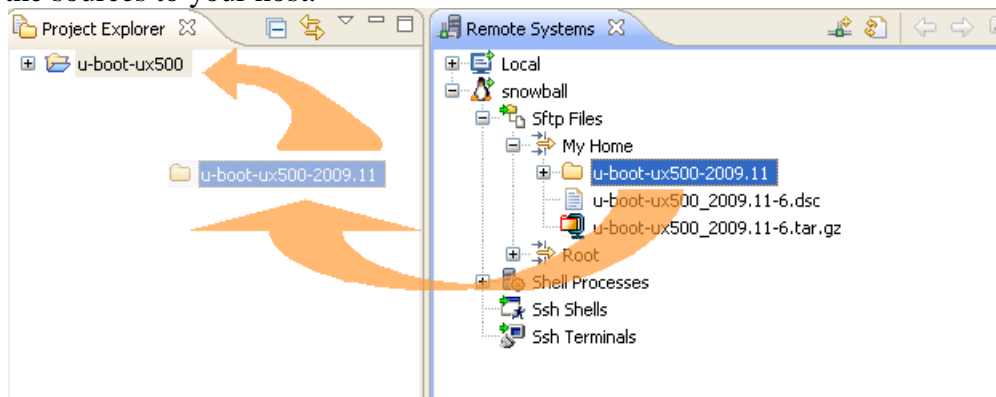 the sources to your host.
Project Explorer
u-boot-ux500
u-boot-ux500-2009.11
Remote Systems
Local
snowball
Sftp Files
My Home
u-boot-ux500-2009.11
u-boot-ux500_2009.11-6.dsc
u-boot-ux500_2009.11-6.tar.gz
Root
Shell Processes
Ssh Shells
Ssh Terminals